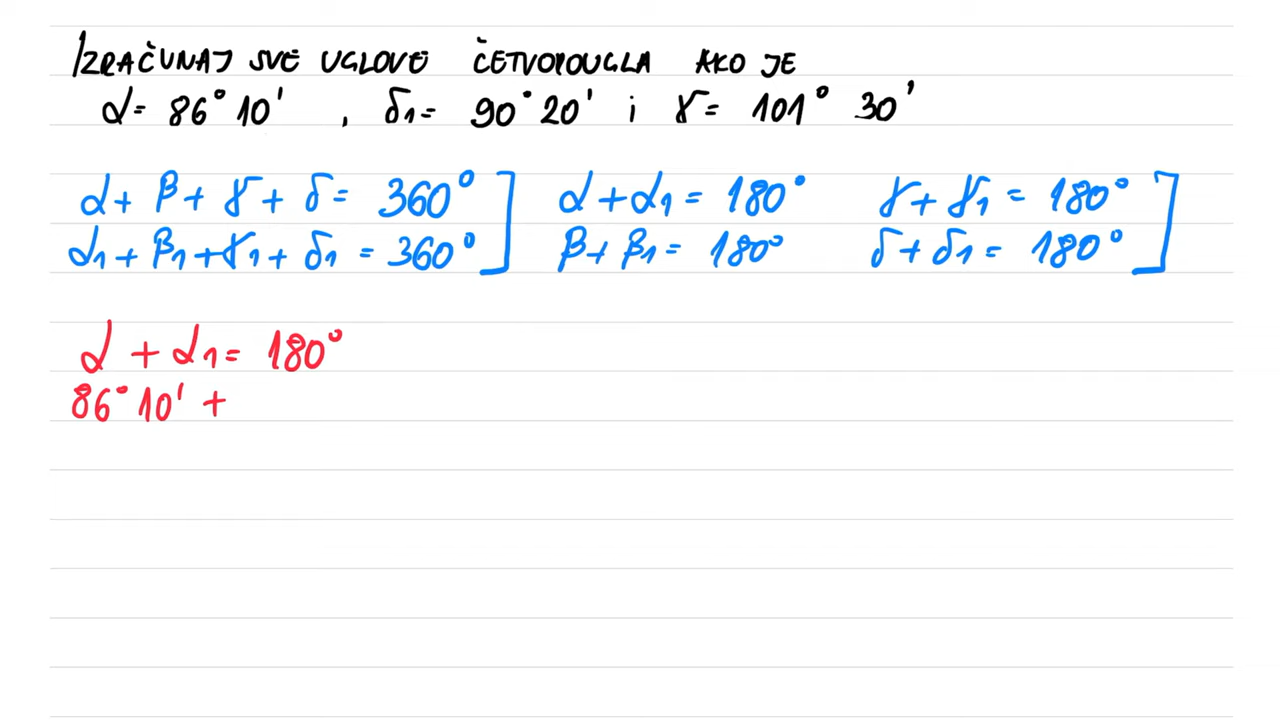 IZRAČUNAJ SVE UGLOVE ČETVOROUGLA AKO JE
α = 86° 10' , δ₁ = 90° 20' i γ = 101° 30'
α + β + γ + δ = 360° ] α + α₁ = 180° γ + γ₁ = 180° ]
α₁ + β₁ + γ₁ + δ₁ = 360° β + β₁ = 180° δ + δ₁ = 180°
α + α₁ = 180°
86° 10' +